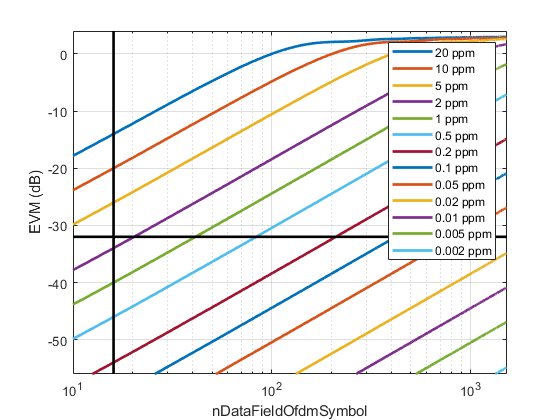 0
-10
-20
-30
-40
-50
EVM (dB)
20 ppm
10 ppm
5 ppm
2 ppm
1 ppm
0.5 ppm
0.2 ppm
0.1 ppm
0.05 ppm
0.02 ppm
0.01 ppm
0.005 ppm
0.002 ppm
10¹ 10² 10³
nDataFieldOfdmSymbol